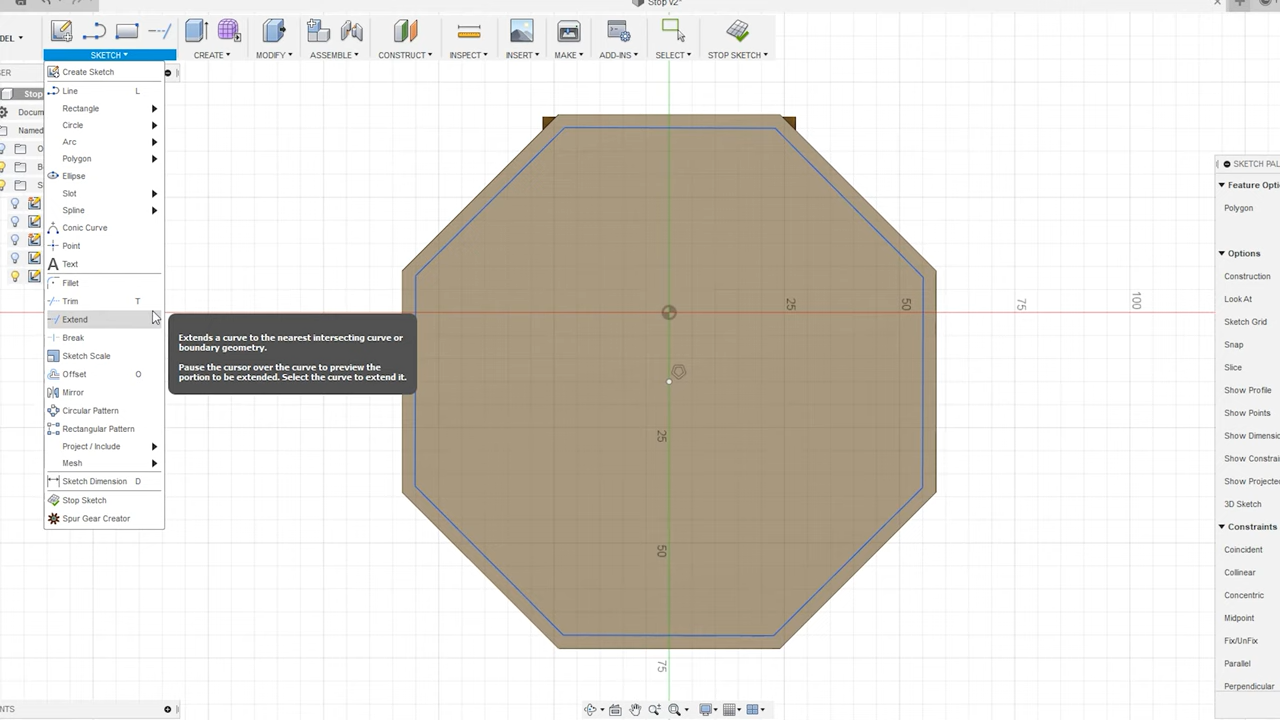 Stop v2*
DEL
SKETCH
CREATE
MODIFY
ASSEMBLE
CONSTRUCT
INSPECT
INSERT
MAKE
ADD-INS
SELECT
STOP SKETCH
SER
Create Sketch
Stop
Line L
Docum
Rectangle
Named
Circle
Arc
O
Polygon
B
Ellipse
S
Slot
Spline
Conic Curve
Point
Text
Fillet
Trim T
Extend
Break
Sketch Scale
Offset O
Mirror
Circular Pattern
Rectangular Pattern
Project / Include
Mesh
Sketch Dimension D
Stop Sketch
Spur Gear Creator
Extends a curve to the nearest intersecting curve or
boundary geometry.
Pause the cursor over the curve to preview the
portion to be extended. Select the curve to extend it.
25
50
75
100
25
50
75
SKETCH PAL
Feature Opti
Polygon
Options
Construction
Look At
Sketch Grid
Snap
Slice
Show Profile
Show Points
Show Dimensi
Show Constrai
Show Projecte
3D Sketch
Constraints
Coincident
Collinear
Concentric
Midpoint
Fix/UnFix
Parallel
Perpendicular
ENTS